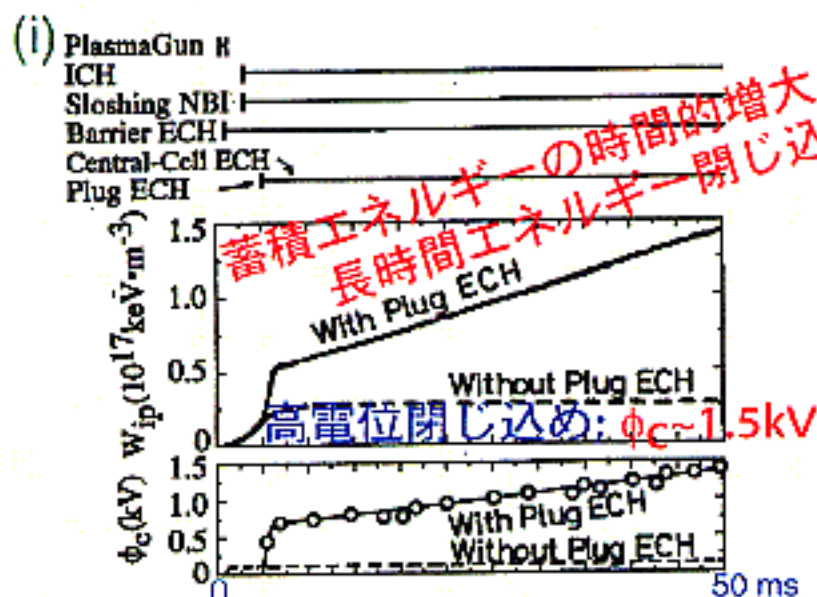 (i)
PlasmaGun
ICH
Sloshing NBI
Barrier ECH
Central-Cell ECH
Plug ECH
蓄積エネルギーの時間的増大
長時間エネルギー閉じ込
W_ip(10^17 keV·m^-3)
1.5
1.0
0.5
0
With Plug ECH
Without Plug ECH
高電位閉じ込め: ϕc~1.5kV
ϕc(kV)
1.5
1.0
0.5
0
With Plug ECH
Without Plug ECH
0
50 ms